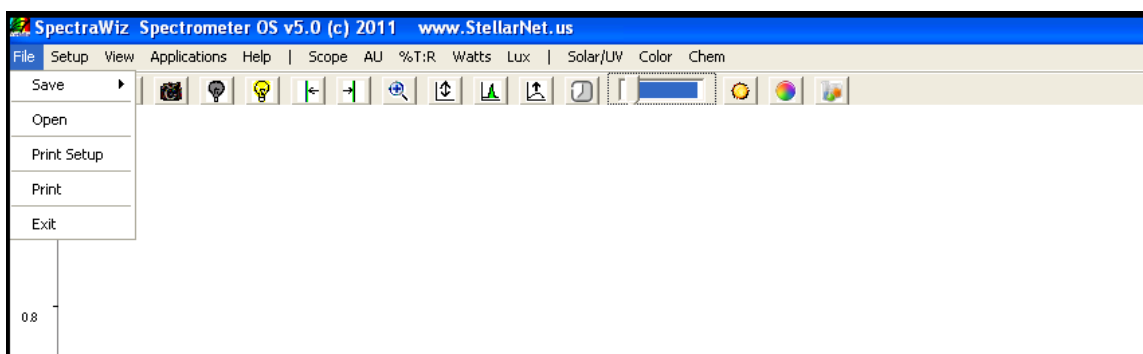 SpectraWiz Spectrometer OS v5.0 (c) 2011 www.StellarNet.us
File Setup View Applications Help | Scope AU %T:R Watts Lux | Solar/UV Color Chem
Save
Open
Print Setup
Print
Exit
0.8